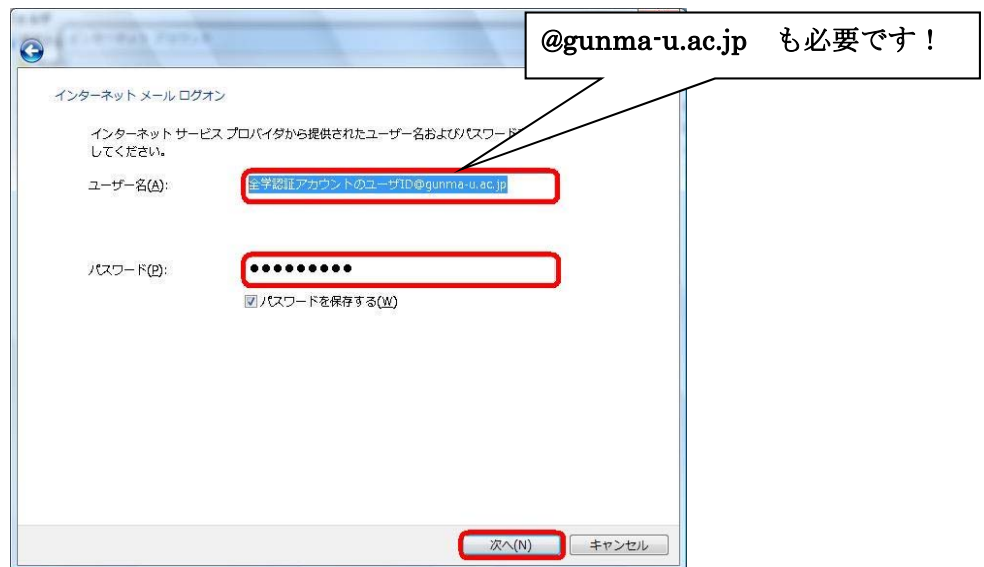 @gunma-u.ac.jp も必要です！
インターネット メール ログオン
インターネット サービス プロバイダから提供されたユーザー名およびパスワード
してください。
ユーザー名(A):
全学認証アカウントのユーザID@gunma-u.ac.jp
パスワード(P):
●●●●●●●●●
パスワードを保存する(W)
次へ(N)
キャンセル